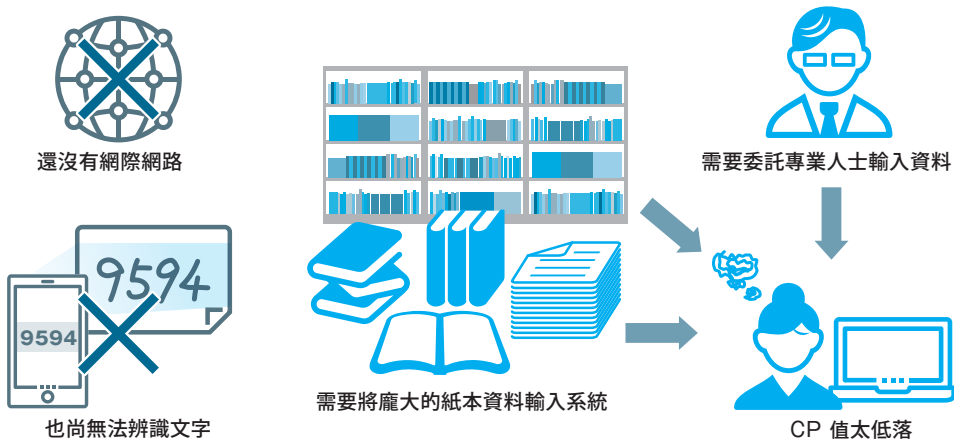 還沒有網際網路
9594
9594
也尚無法辨識文字
需要將龐大的紙本資料輸入系統
需要委託專業人士輸入資料
CP 值太低落